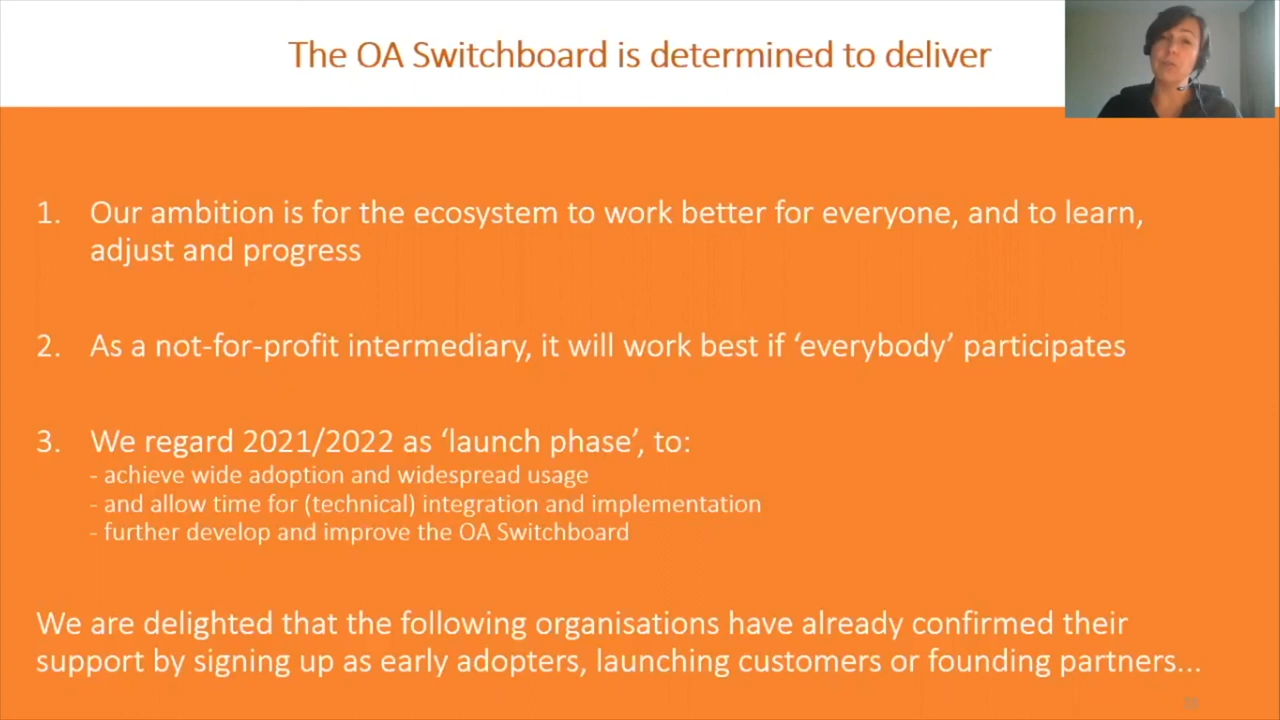 The OA Switchboard is determined to deliver
1. Our ambition is for the ecosystem to work better for everyone, and to learn,
adjust and progress
2. As a not-for-profit intermediary, it will work best if ‘everybody’ participates
3. We regard 2021/2022 as ‘launch phase’, to:
- achieve wide adoption and widespread usage
- and allow time for (technical) integration and implementation
- further develop and improve the OA Switchboard
We are delighted that the following organisations have already confirmed their
support by signing up as early adopters, launching customers or founding partners...